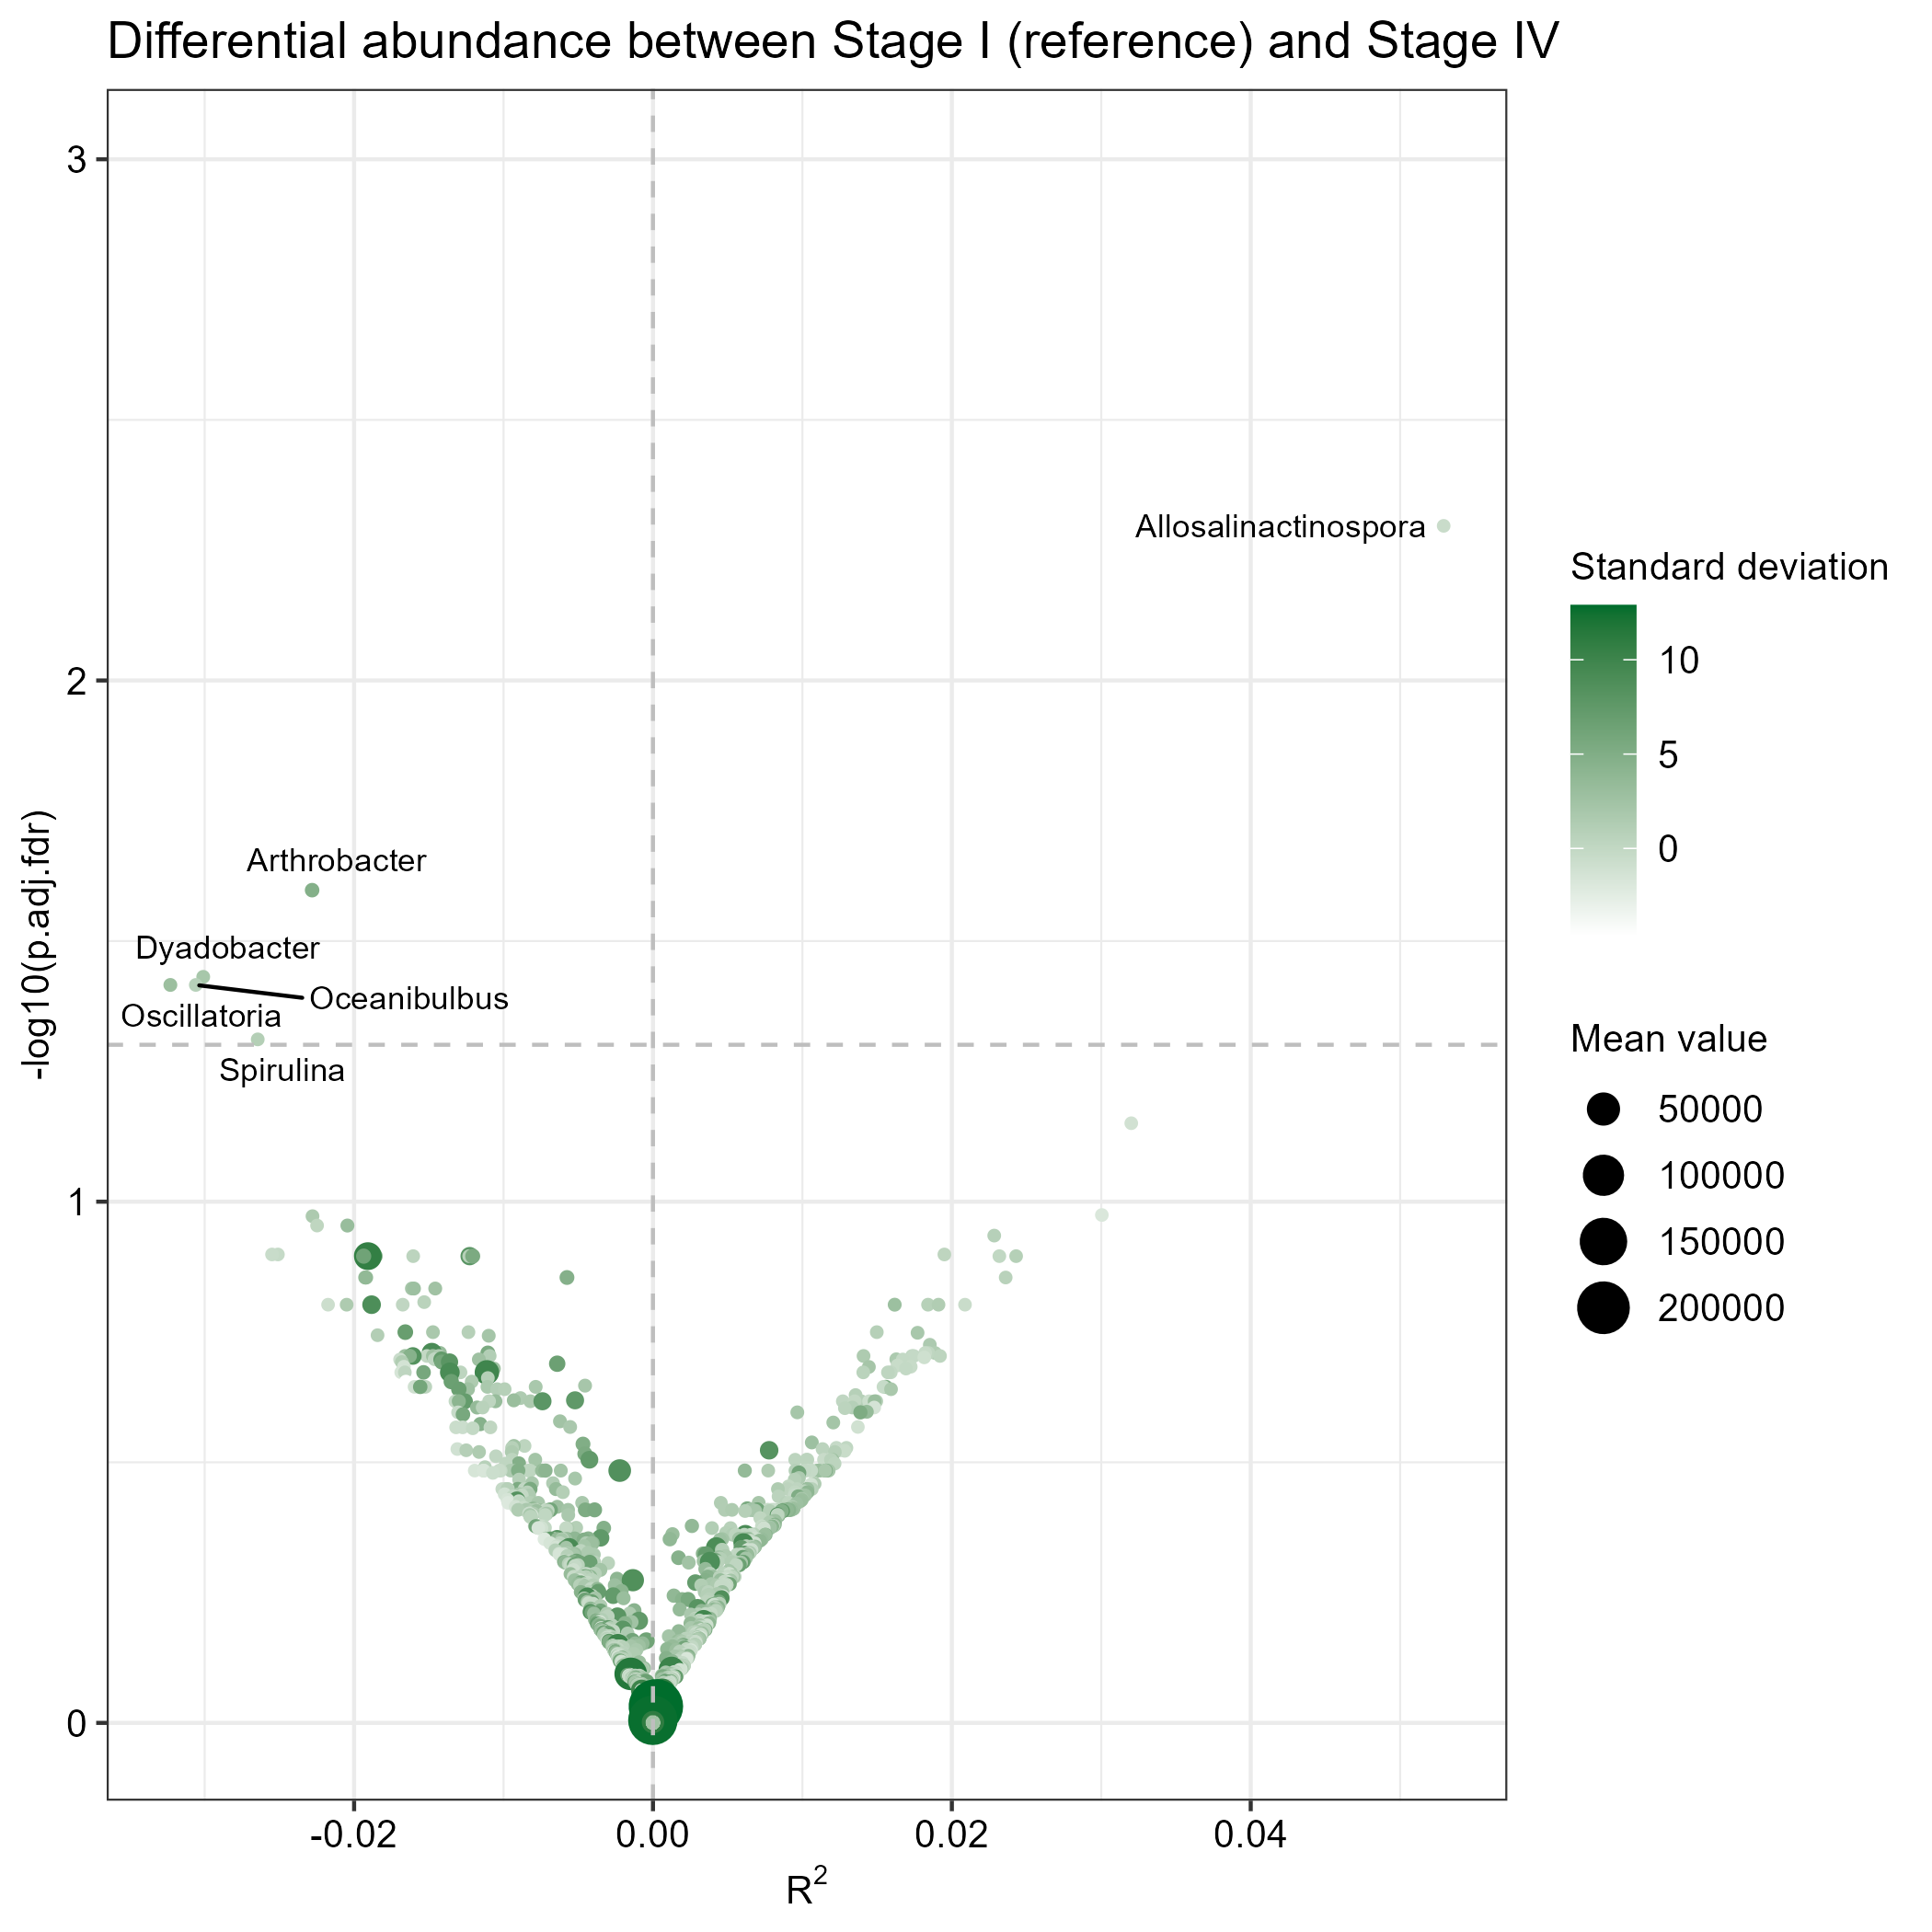 Differential abundance between Stage I (reference) and Stage IV
-log10(p.adj.fdr)
3
2
1
0
Allosalinactinospora
Arthrobacter
Dyadobacter
Oceanibulbus
Oscillatoria
Spirulina
-0.02
0.00
0.02
0.04
R²
Standard deviation
10
5
0
Mean value
50000
100000
150000
200000